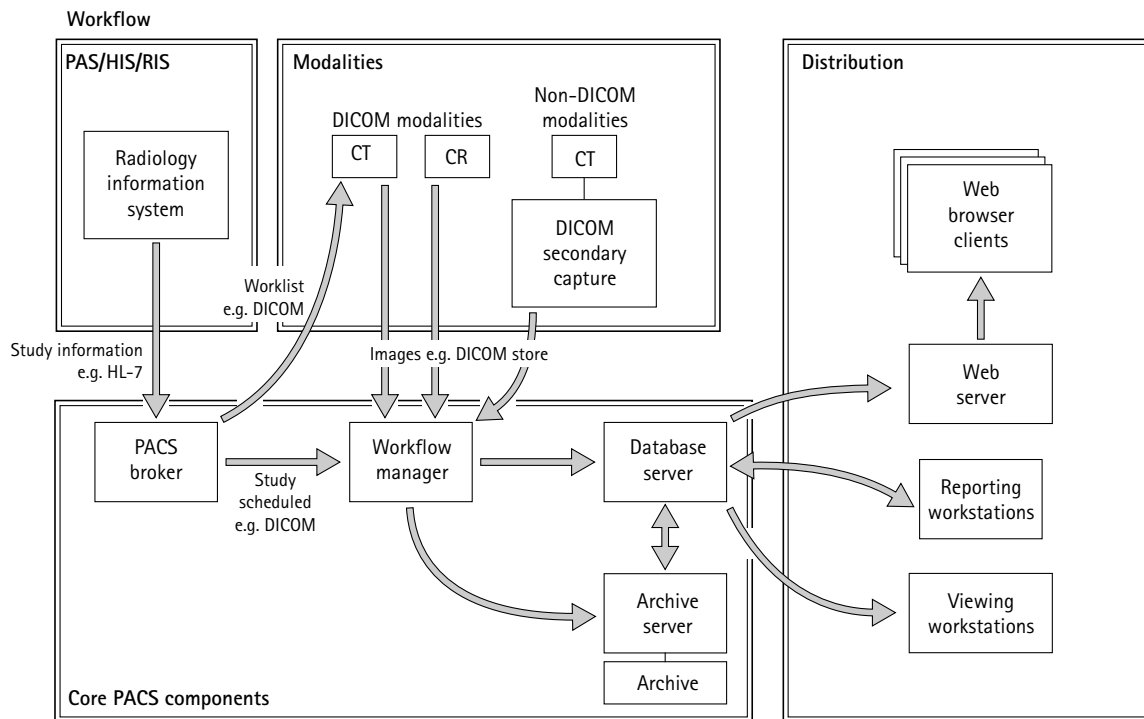 Workflow
PAS/HIS/RIS
Radiology
information
system
Study information
e.g. HL-7
Modalities
DICOM modalities
CT
CR
Non-DICOM
modalities
CT
DICOM
secondary
capture
Worklist
e.g. DICOM
Images e.g. DICOM store
PACS
broker
Study
scheduled
e.g. DICOM
Workflow
manager
Database
server
Archive
server
Archive
Core PACS components
Distribution
Web
browser
clients
Web
server
Reporting
workstations
Viewing
workstations